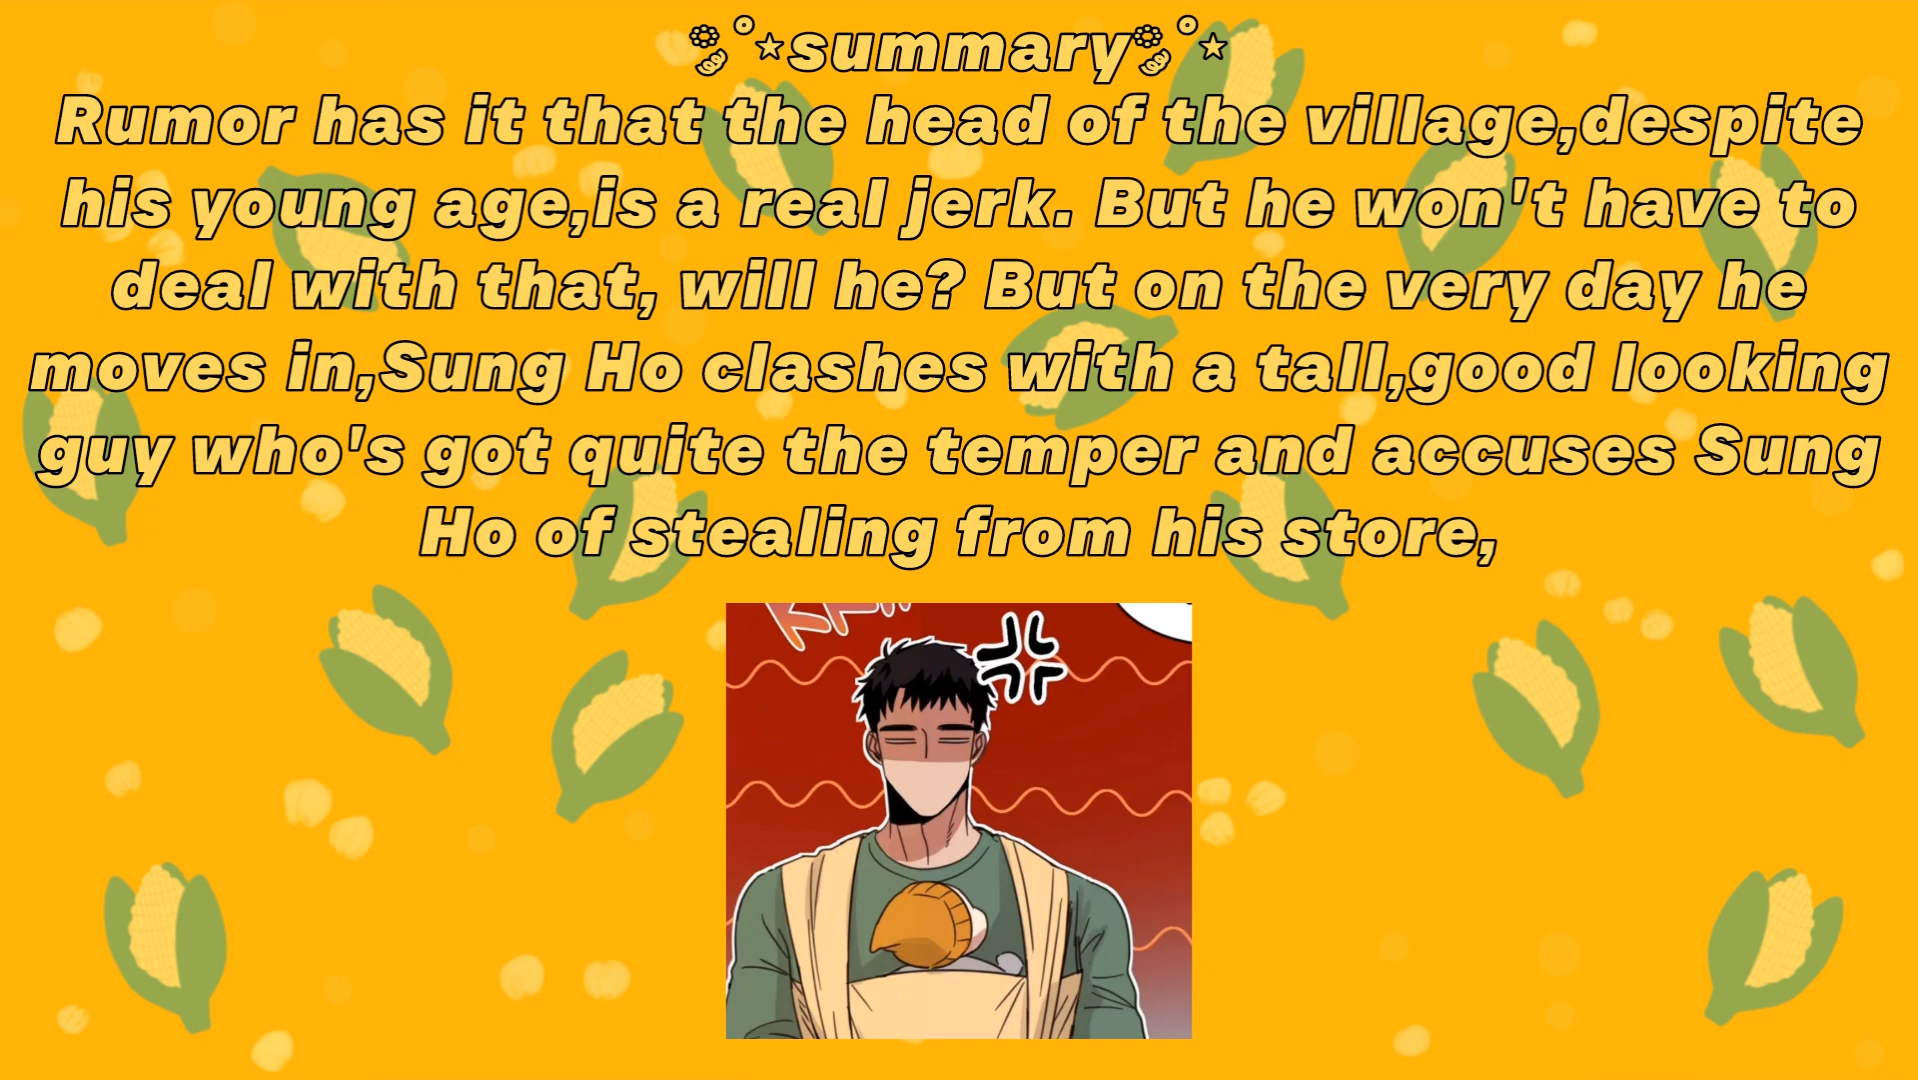 summary
Rumor has it that the head of the village,despite
his young age,is a real jerk. But he won't have to
deal with that, will he? But on the very day he
moves in,Sung Ho clashes with a tall,good looking
guy who's got quite the temper and accuses Sung
Ho of stealing from his store,